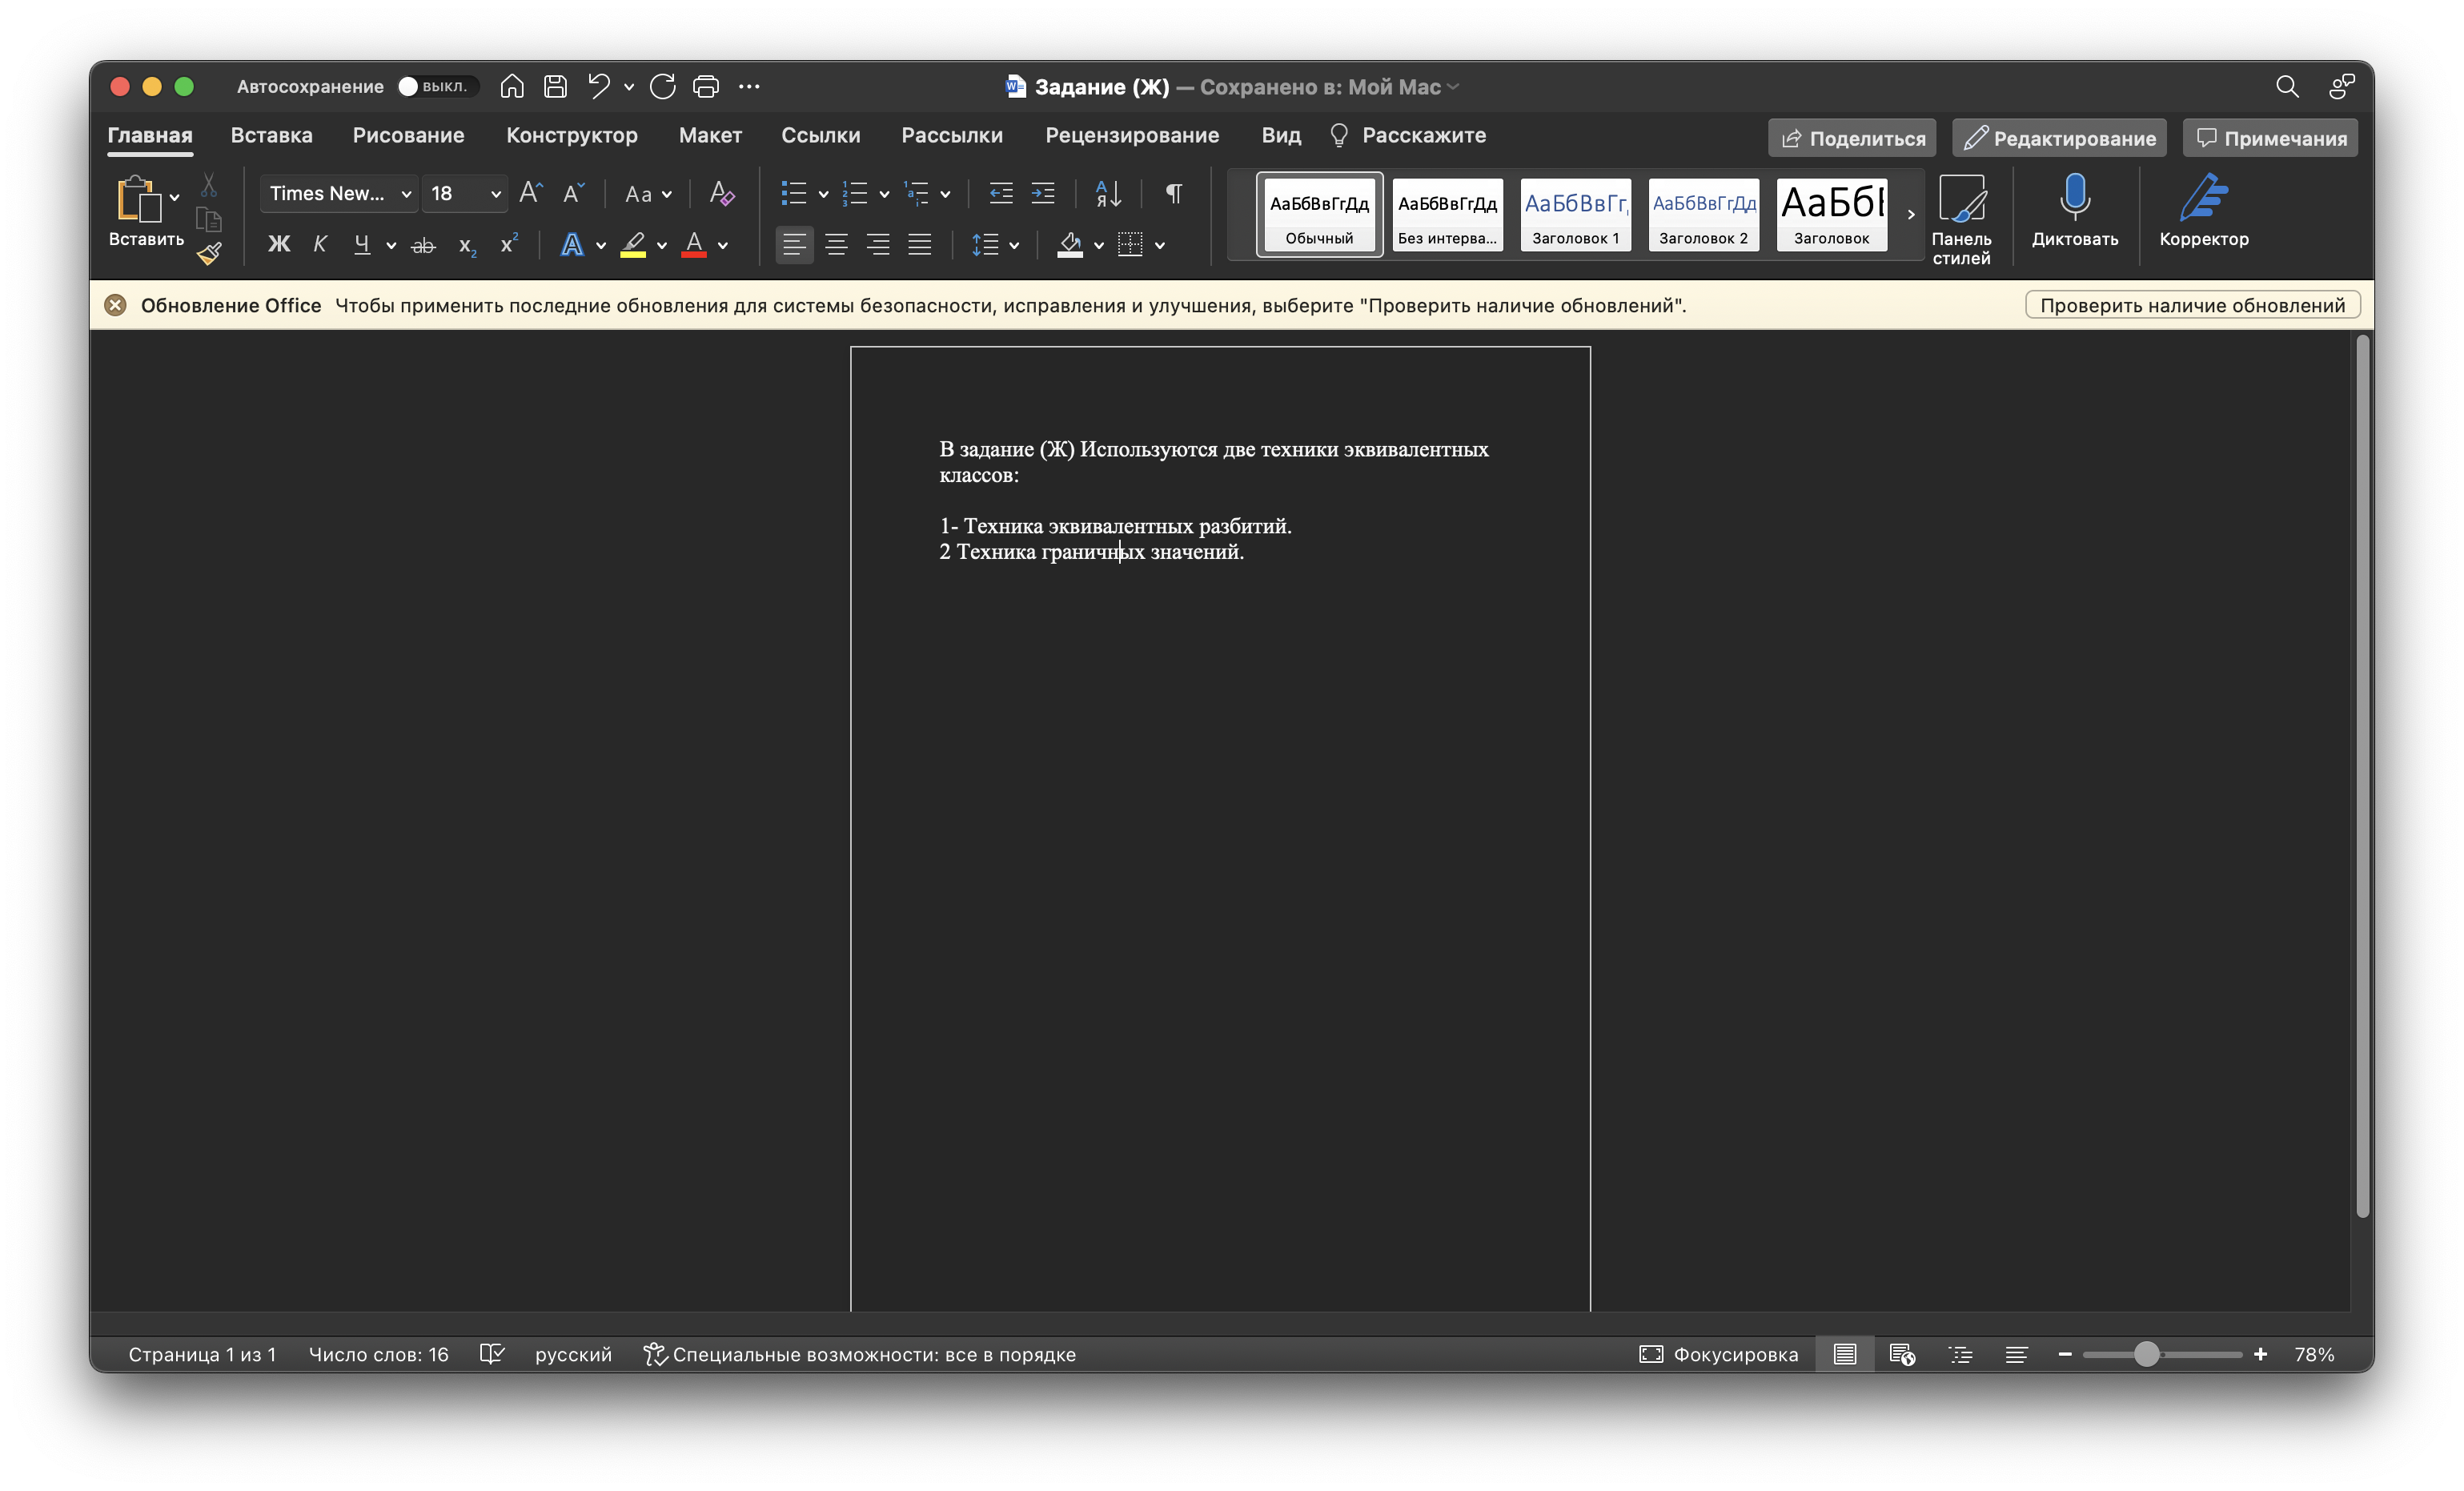 Автосохранение ВЫКЛ. Задание (Ж) — Сохранено в: Мой Mac
Главная Вставка Рисование Конструктор Макет Ссылки Рассылки Рецензирование Вид Расскажите Поделиться Редактирование Примечания
Вставить
Times New... 18
Ж К Ч ab x₂ x² A A
АаБбВвГгДд АаБбВвГгДд АаБбВвГг, АаБбВвГгДд АаБбI
Обычный Без интерва... Заголовок 1 Заголовок 2 Заголовок
Панель
стилей
Диктовать
Корректор
Обновление Office Чтобы применить последние обновления для системы безопасности, исправления и улучшения, выберите "Проверить наличие обновлений". Проверить наличие обновлений
В задание (Ж) Используются две техники эквивалентных
классов:
1- Техника эквивалентных разбитий.
2 Техника граничных значений.
Страница 1 из 1 Число слов: 16 русский Специальные возможности: все в порядке Фокусировка 78%